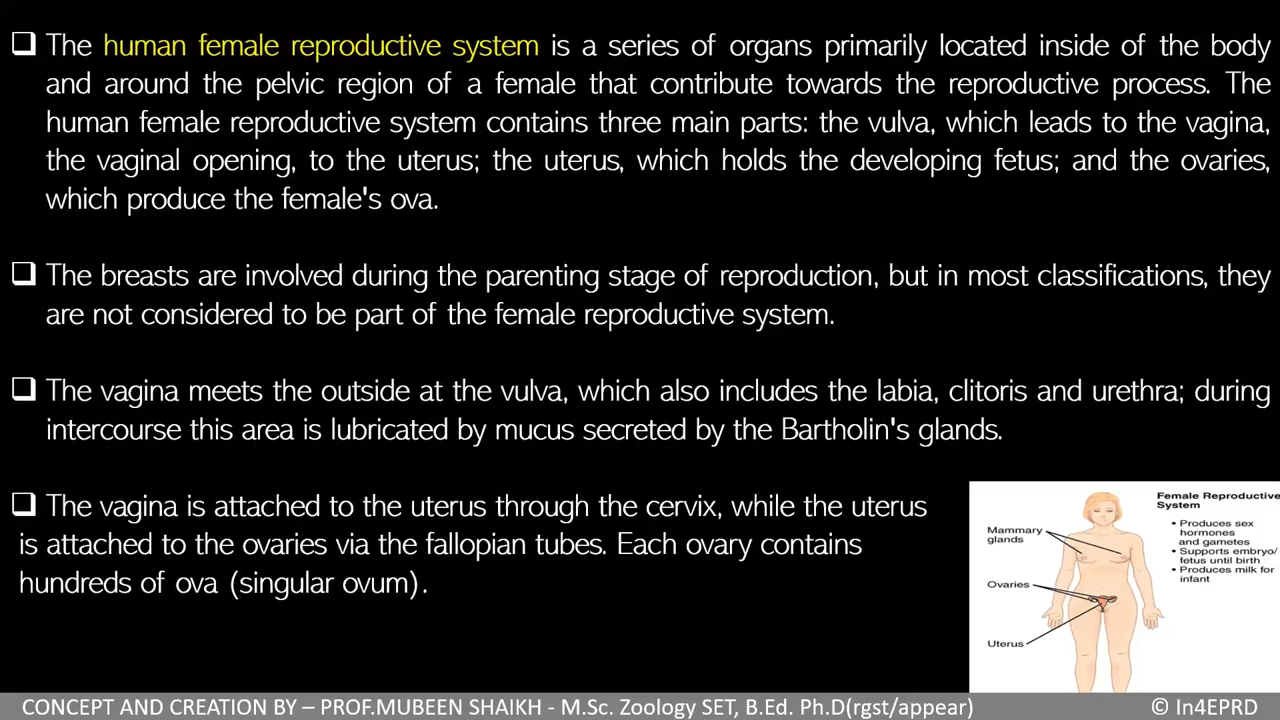 ❑ The human female reproductive system is a series of organs primarily located inside of the body
and around the pelvic region of a female that contribute towards the reproductive process. The
human female reproductive system contains three main parts: the vulva, which leads to the vagina,
the vaginal opening, to the uterus; the uterus, which holds the developing fetus; and the ovaries,
which produce the female's ova.
❑ The breasts are involved during the parenting stage of reproduction, but in most classifications, they
are not considered to be part of the female reproductive system.
❑ The vagina meets the outside at the vulva, which also includes the labia, clitoris and urethra; during
intercourse this area is lubricated by mucus secreted by the Bartholin's glands.
❑ The vagina is attached to the uterus through the cervix, while the uterus
is attached to the ovaries via the fallopian tubes. Each ovary contains
hundreds of ova (singular ovum).
Female Reproductive
System
• Produces sex
hormones
and gametes
• Supports embryo/
fetus until birth
• Produces milk for
infant
Mammary
glands
Ovaries
Uterus
CONCEPT AND CREATION BY – PROF.MUBEEN SHAIKH - M.Sc. Zoology SET, B.Ed. Ph.D(rgst/appear)
© In4EPRD